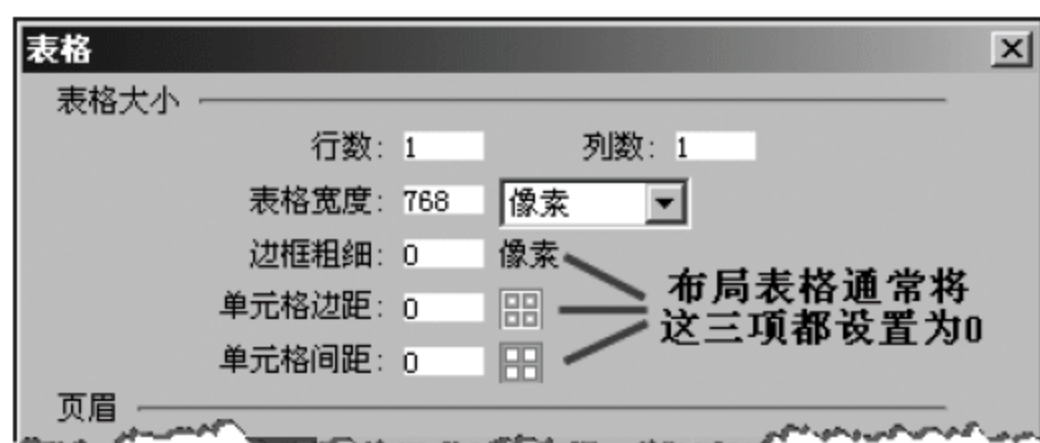 表格
表格大小
行数: 1 列数: 1
表格宽度: 768 像素
边框粗细: 0 像素
单元格边距: 0
单元格间距: 0
布局表格通常将
这三项都设置为0
页眉